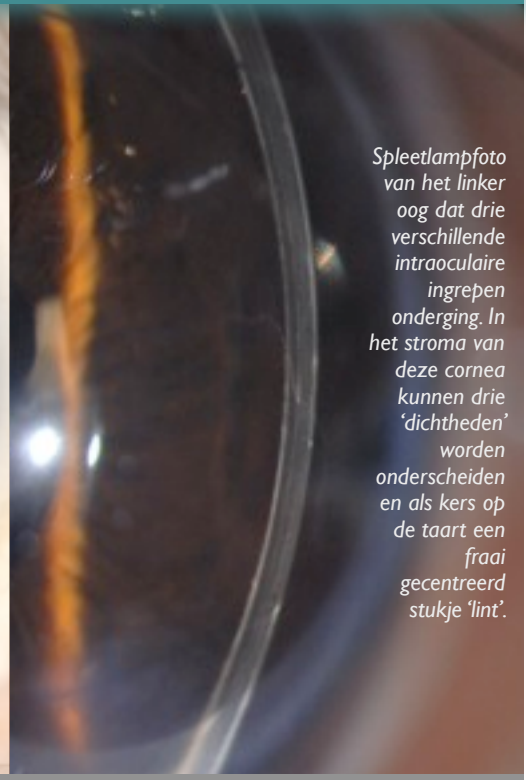 Spleetlampfoto
van het linker
oog dat drie
verschillende
intraoculaire
ingrepen
onderging. In
het stroma van
deze cornea
kunnen drie
‘dichtheden’
worden
onderscheiden
en als kers op
de taart een
fraai
gecentreerd
stukje ‘lint’.